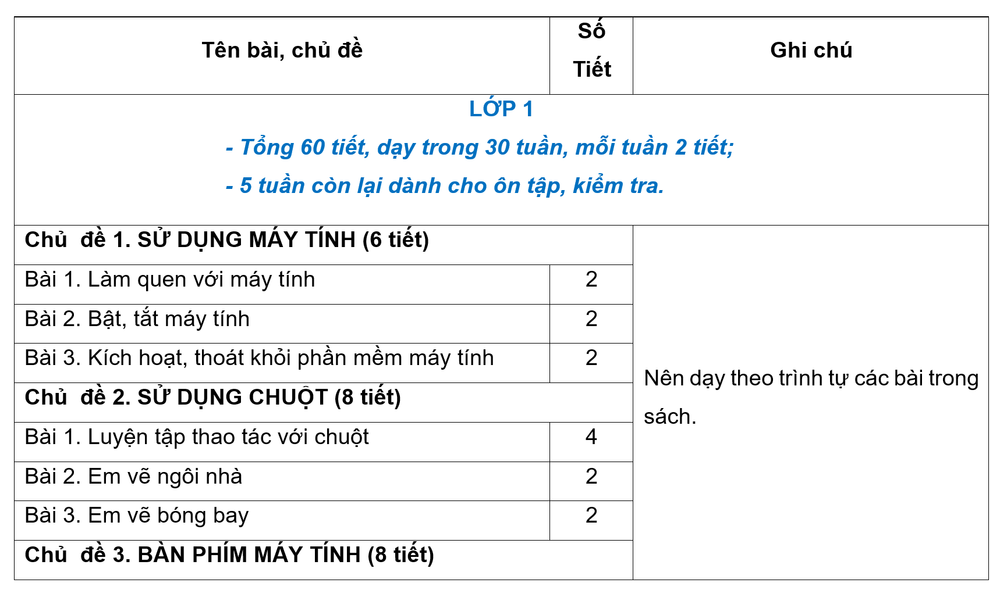 Tên bài, chủ đề
Số
Tiết
Ghi chú
LỚP 1
- Tổng 60 tiết, dạy trong 30 tuần, mỗi tuần 2 tiết;
- 5 tuần còn lại dành cho ôn tập, kiểm tra.
Chủ  đề 1. SỬ DỤNG MÁY TÍNH (6 tiết)
Bài 1. Làm quen với máy tính
2
Bài 2. Bật, tắt máy tính
2
Bài 3. Kích hoạt, thoát khỏi phần mềm máy tính
2
Chủ  đề 2. SỬ DỤNG CHUỘT (8 tiết)
Bài 1. Luyện tập thao tác với chuột
4
Bài 2. Em vẽ ngôi nhà
2
Bài 3. Em vẽ bóng bay
2
Chủ  đề 3. BÀN PHÍM MÁY TÍNH (8 tiết)
Nên dạy theo trình tự các bài trong
sách.